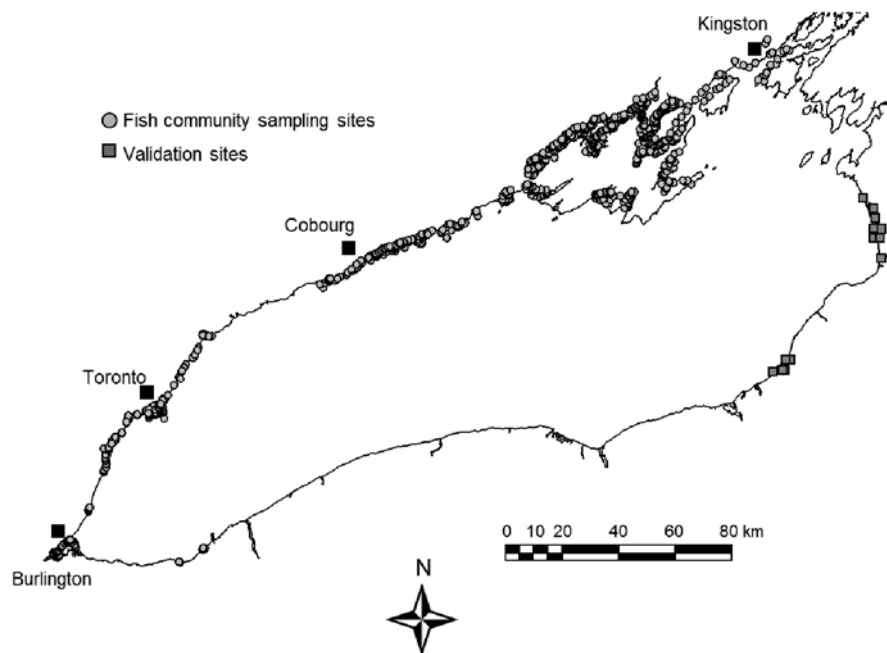 Kingston
Fish community sampling sites
Validation sites
Cobourg
Toronto
Burlington
0 10 20 40 60 80 km
N